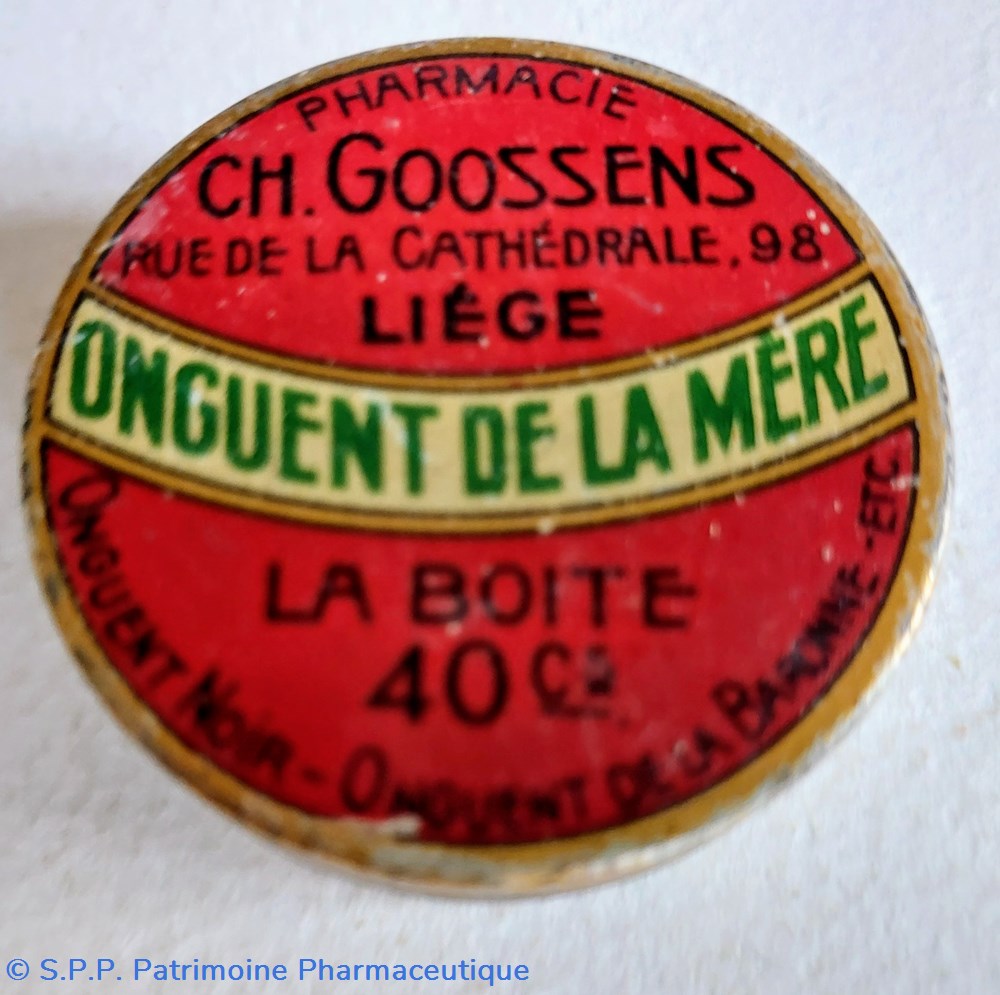 PHARMACIE
CH. GOOSSENS
RUE DE LA CATHÉDRALE, 98
LIÉGE
ONGUENT DE LA MÈRE
LA BOITE
40 CS
ONGUENT NOIR - ONGUENT DE LA BARONNE - ETC
© S.P.P. Patrimoine Pharmaceutique